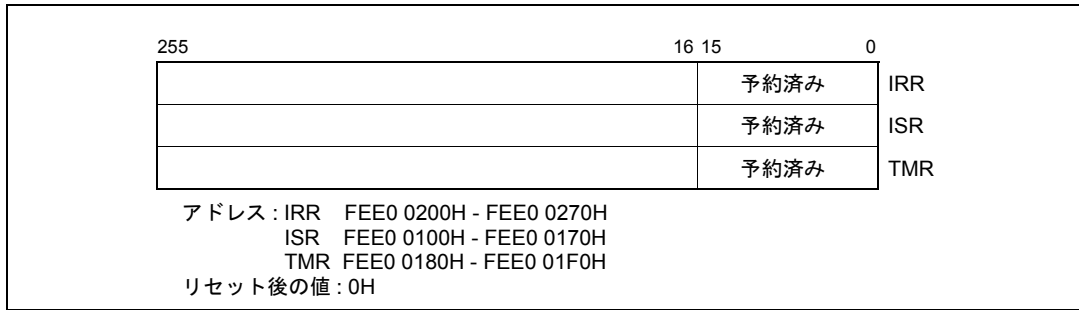 255 16 15 0
予約済み IRR
予約済み ISR
予約済み TMR
アドレス : IRR FEE0 0200H - FEE0 0270H
ISR FEE0 0100H - FEE0 0170H
TMR FEE0 0180H - FEE0 01F0H
リセット後の値 : 0H